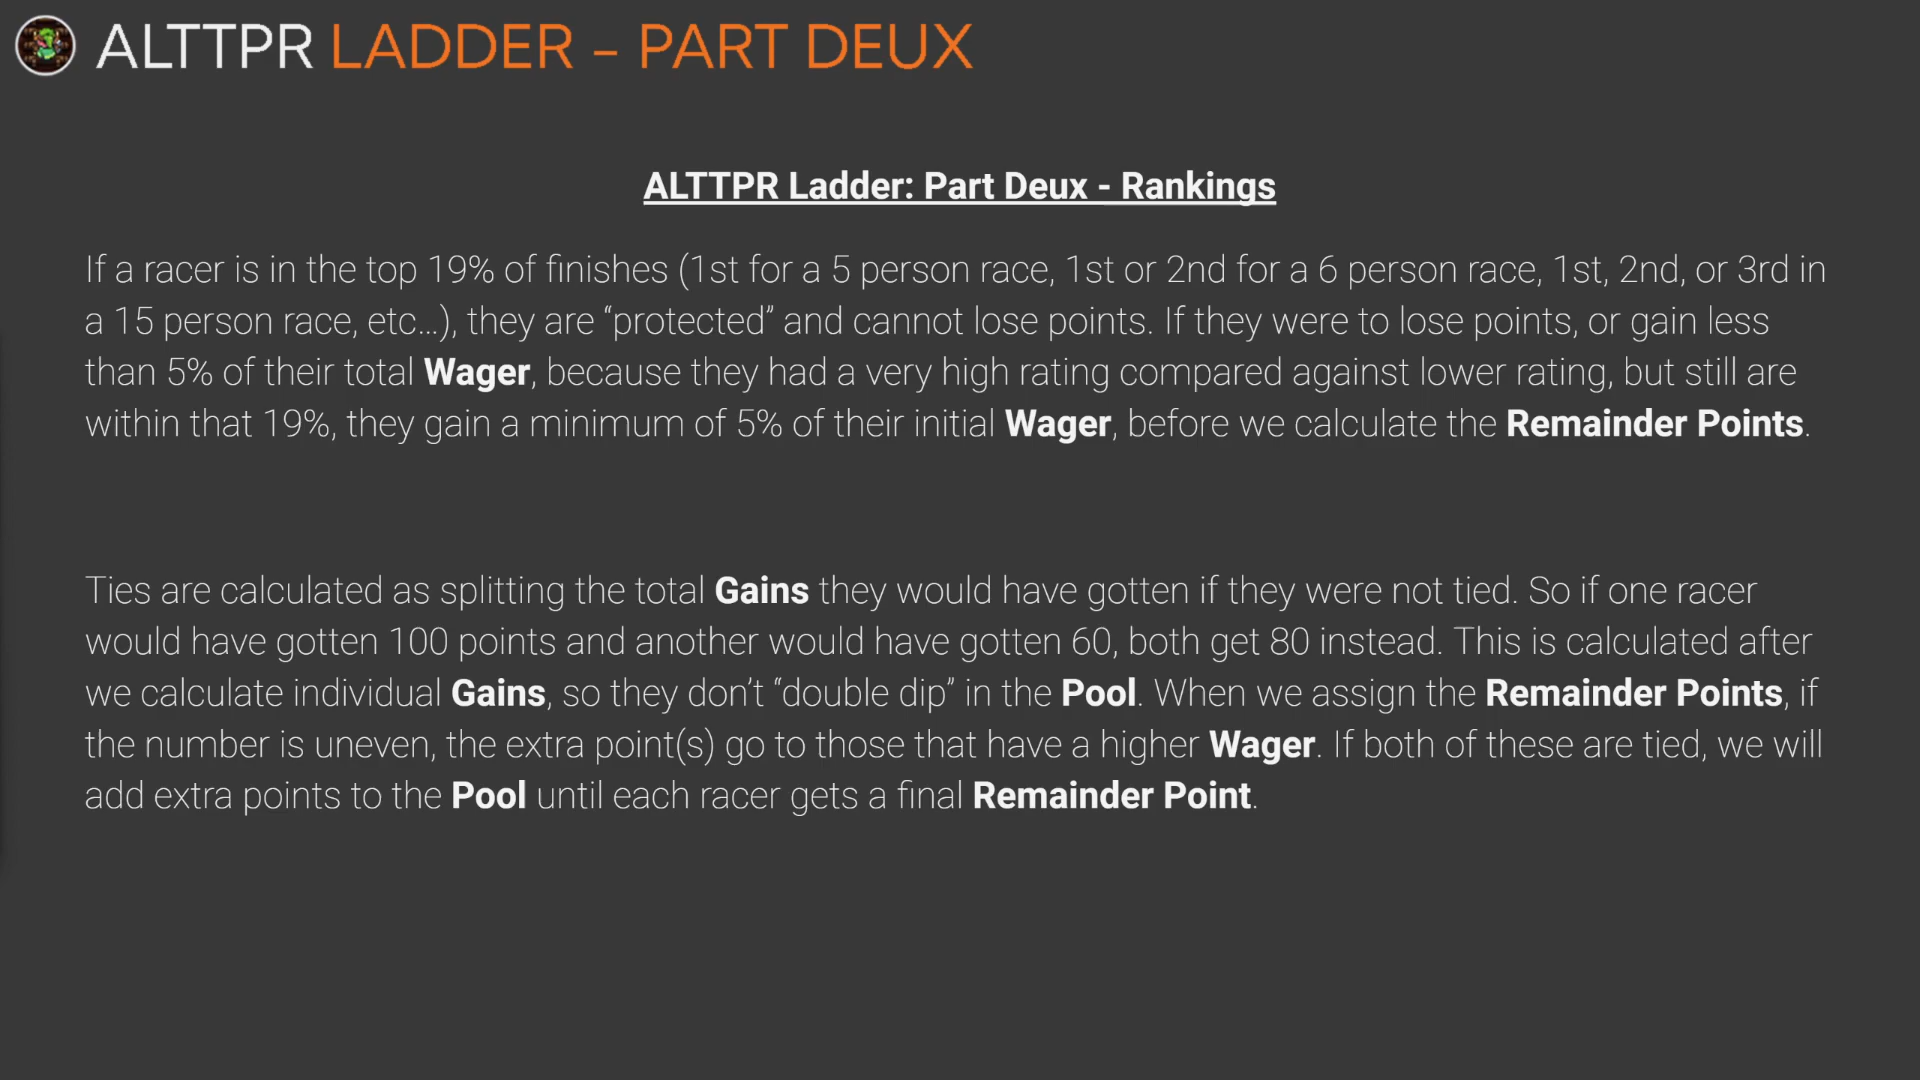 ALTTPR LADDER – PART DEUX
ALTTPR Ladder: Part Deux - Rankings
If a racer is in the top 19% of finishes (1st for a 5 person race, 1st or 2nd for a 6 person race, 1st, 2nd, or 3rd in
a 15 person race, etc…), they are “protected” and cannot lose points. If they were to lose points, or gain less
than 5% of their total Wager, because they had a very high rating compared against lower rating, but still are
within that 19%, they gain a minimum of 5% of their initial Wager, before we calculate the Remainder Points.
Ties are calculated as splitting the total Gains they would have gotten if they were not tied. So if one racer
would have gotten 100 points and another would have gotten 60, both get 80 instead. This is calculated after
we calculate individual Gains, so they don’t “double dip” in the Pool. When we assign the Remainder Points, if
the number is uneven, the extra point(s) go to those that have a higher Wager. If both of these are tied, we will
add extra points to the Pool until each racer gets a final Remainder Point.